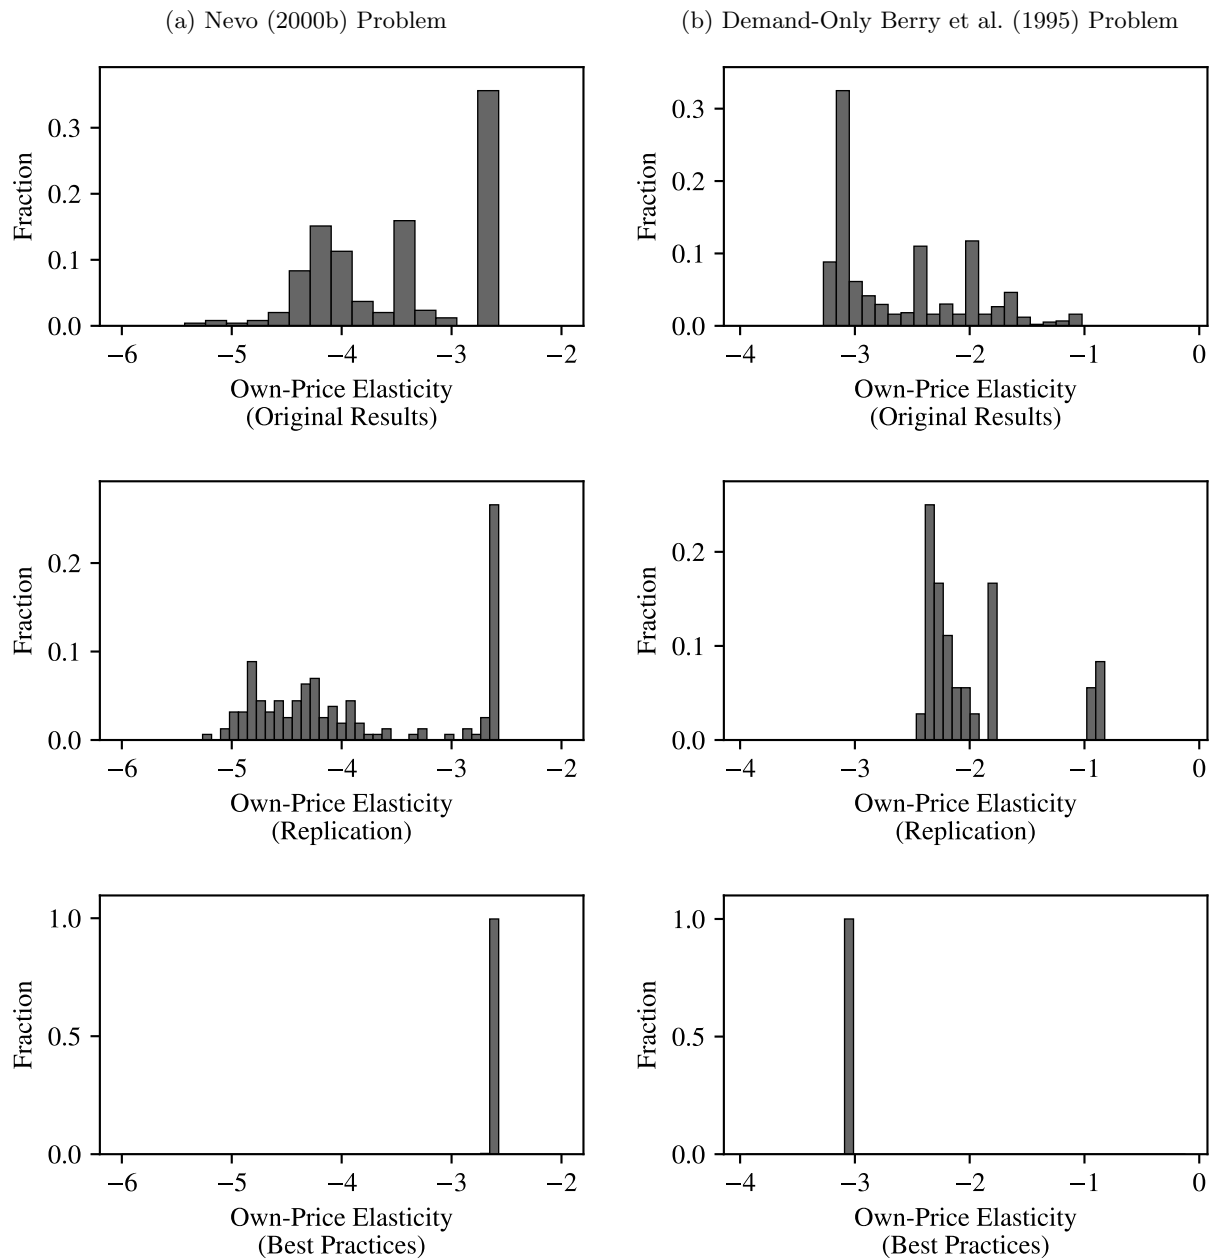 (a) Nevo (2000b) Problem
Fraction
0.3
0.2
0.1
0.0
−6 −5 −4 −3 −2
Own-Price Elasticity
(Original Results)
(b) Demand-Only Berry et al. (1995) Problem
Fraction
0.3
0.2
0.1
0.0
−4 −3 −2 −1 0
Own-Price Elasticity
(Original Results)
Fraction
0.2
0.1
0.0
−6 −5 −4 −3 −2
Own-Price Elasticity
(Replication)
Fraction
0.2
0.1
0.0
−4 −3 −2 −1 0
Own-Price Elasticity
(Replication)
Fraction
1.0
0.5
0.0
−6 −5 −4 −3 −2
Own-Price Elasticity
(Best Practices)
Fraction
1.0
0.5
0.0
−4 −3 −2 −1 0
Own-Price Elasticity
(Best Practices)